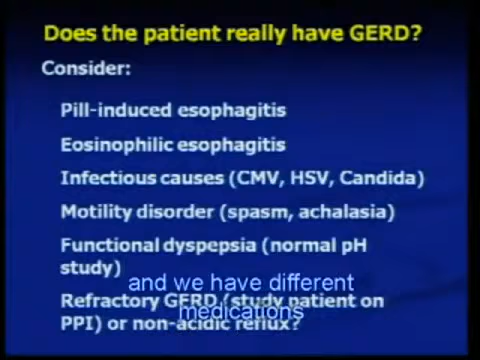 Does the patient really have GERD?
Consider:
Pill-induced esophagitis
Eosinophilic esophagitis
Infectious causes (CMV, HSV, Candida)
Motility disorder (spasm, achalasia)
Functional dyspepsia (normal pH
study)
and we have different
Refractory GERD (study patient on
medications
PPI) or non-acidic reflux?